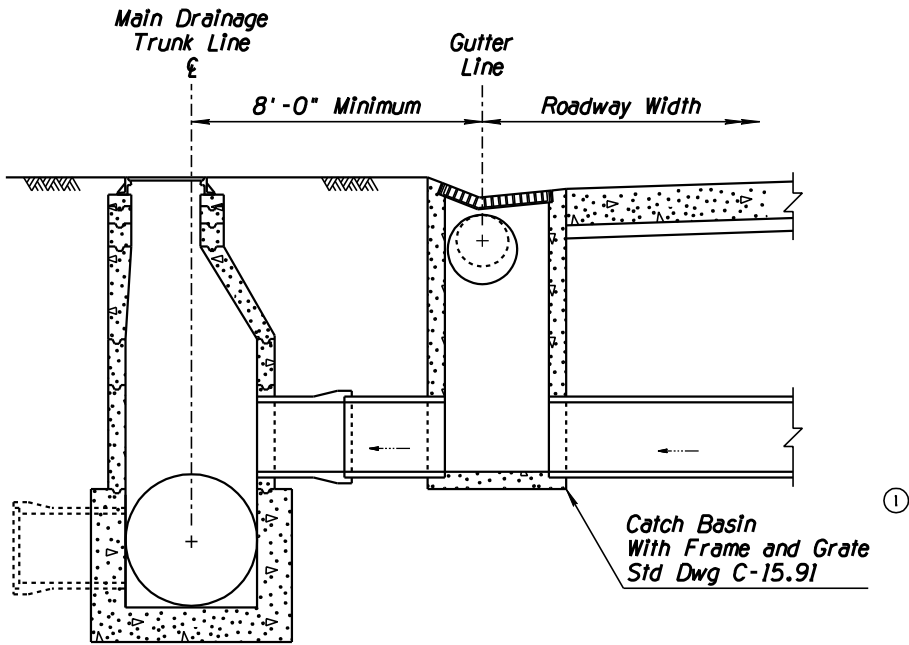 Main Drainage
Trunk Line
℄
Gutter
Line
8'-0" Minimum
Roadway Width
1
Catch Basin
With Frame and Grate
Std Dwg C-15.91